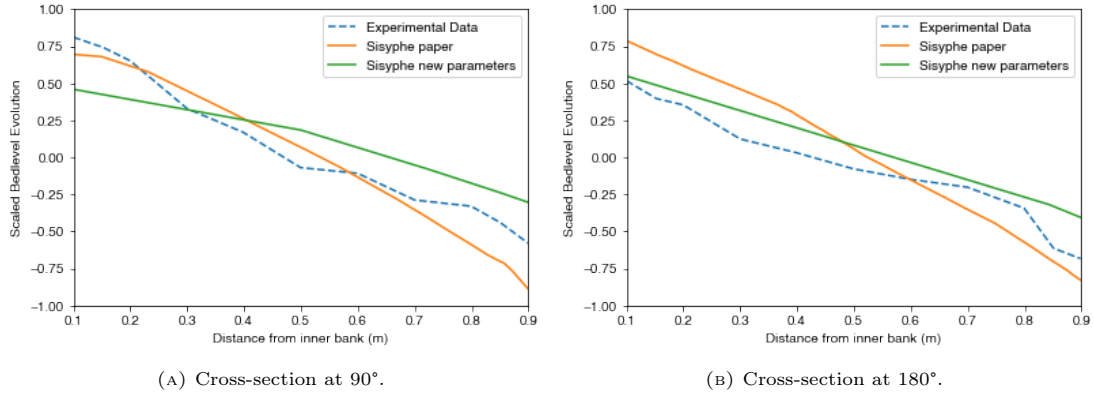 1.00
0.75
0.50
0.25
0.00
−0.25
−0.50
−0.75
−1.00
Scaled Bedlevel Evolution
Experimental Data
Sisyphe paper
Sisyphe new parameters
0.1 0.2 0.3 0.4 0.5 0.6 0.7 0.8 0.9
Distance from inner bank (m)
(A) Cross-section at 90°.
1.00
0.75
0.50
0.25
0.00
−0.25
−0.50
−0.75
−1.00
Scaled Bedlevel Evolution
Experimental Data
Sisyphe paper
Sisyphe new parameters
0.1 0.2 0.3 0.4 0.5 0.6 0.7 0.8 0.9
Distance from inner bank (m)
(B) Cross-section at 180°.